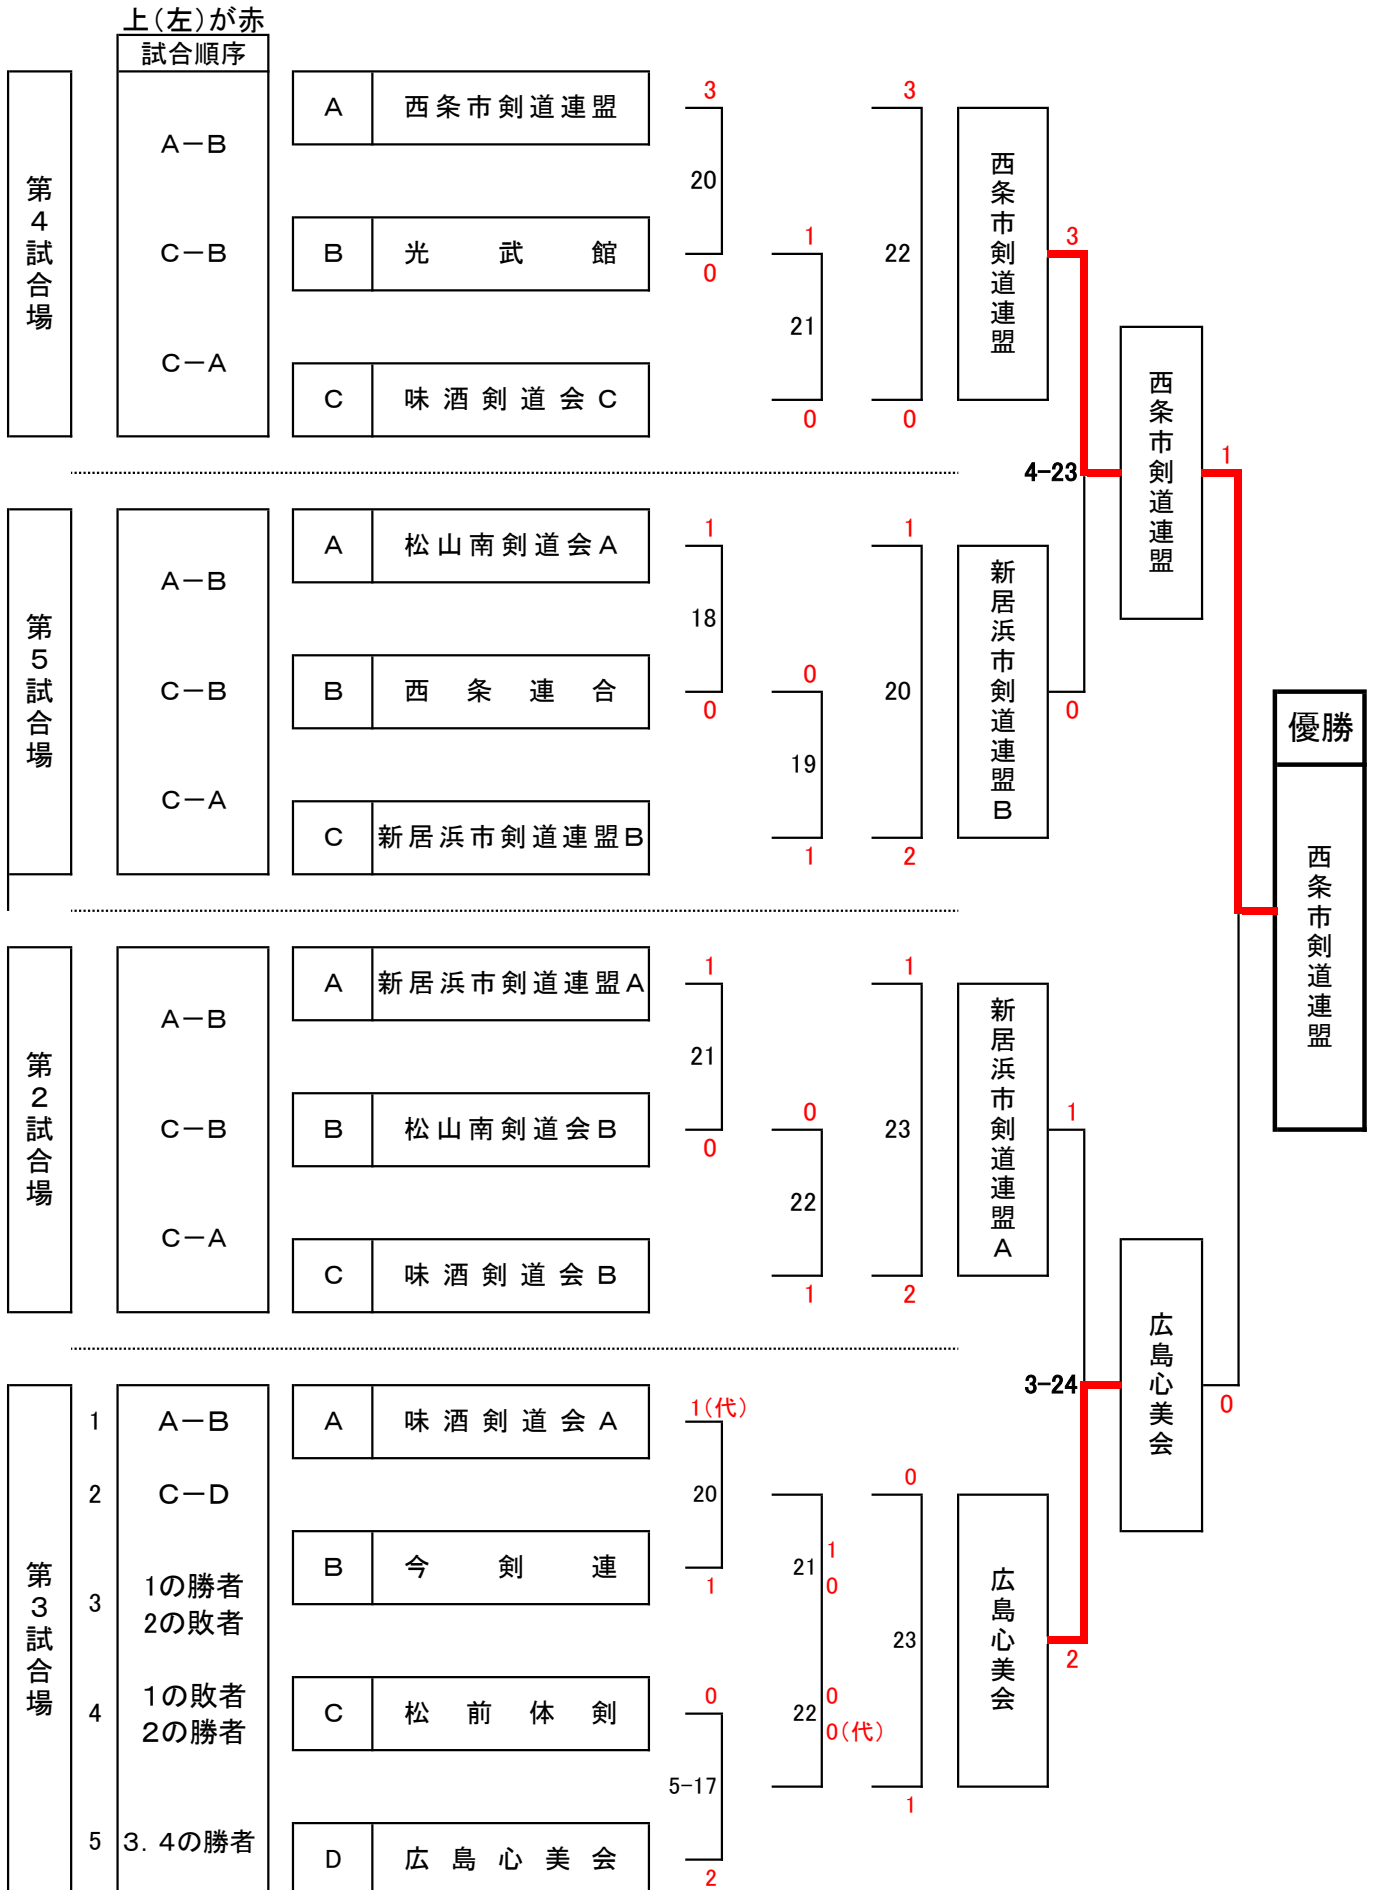 上(左)が赤
試合順序
第4試合場
A－B
C－B
C－A
A 西条市剣道連盟
B 光武館
C 味酒剣道会C
3
20
0
1
21
0
3
22
0
西条市剣道連盟
3
4-23
西条市剣道連盟
1
第5試合場
A－B
C－B
C－A
A 松山南剣道会A
B 西条連合
C 新居浜市剣道連盟B
1
18
0
0
19
1
1
20
2
新居浜市剣道連盟B
0
優勝
西条市剣道連盟
第2試合場
A－B
C－B
C－A
A 新居浜市剣道連盟A
B 松山南剣道会B
C 味酒剣道会B
1
21
0
0
22
1
1
23
2
新居浜市剣道連盟A
1
3-24
広島心美会
0
第3試合場
1 A－B
2 C－D
3 1の勝者
2の敗者
4 1の敗者
2の勝者
5 3．4の勝者
A 味酒剣道会A
B 今剣連
C 松前体剣
D 広島心美会
1(代)
20
1
0
5-17
2
21
1
0
22
0
0(代)
0
23
1
広島心美会
2